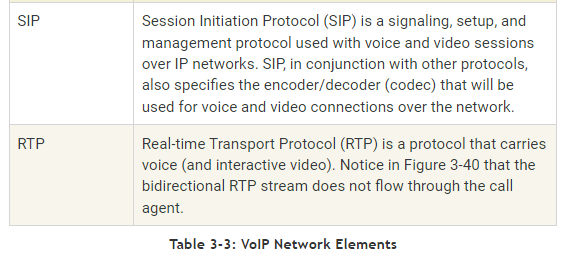 SIP
Session Initiation Protocol (SIP) is a signaling, setup, and
management protocol used with voice and video sessions
over IP networks. SIP, in conjunction with other protocols,
also specifies the encoder/decoder (codec) that will be
used for voice and video connections over the network.
RTP
Real-time Transport Protocol (RTP) is a protocol that carries
voice (and interactive video). Notice in Figure 3-40 that the
bidirectional RTP stream does not flow through the call
agent.
Table 3-3: VoIP Network Elements